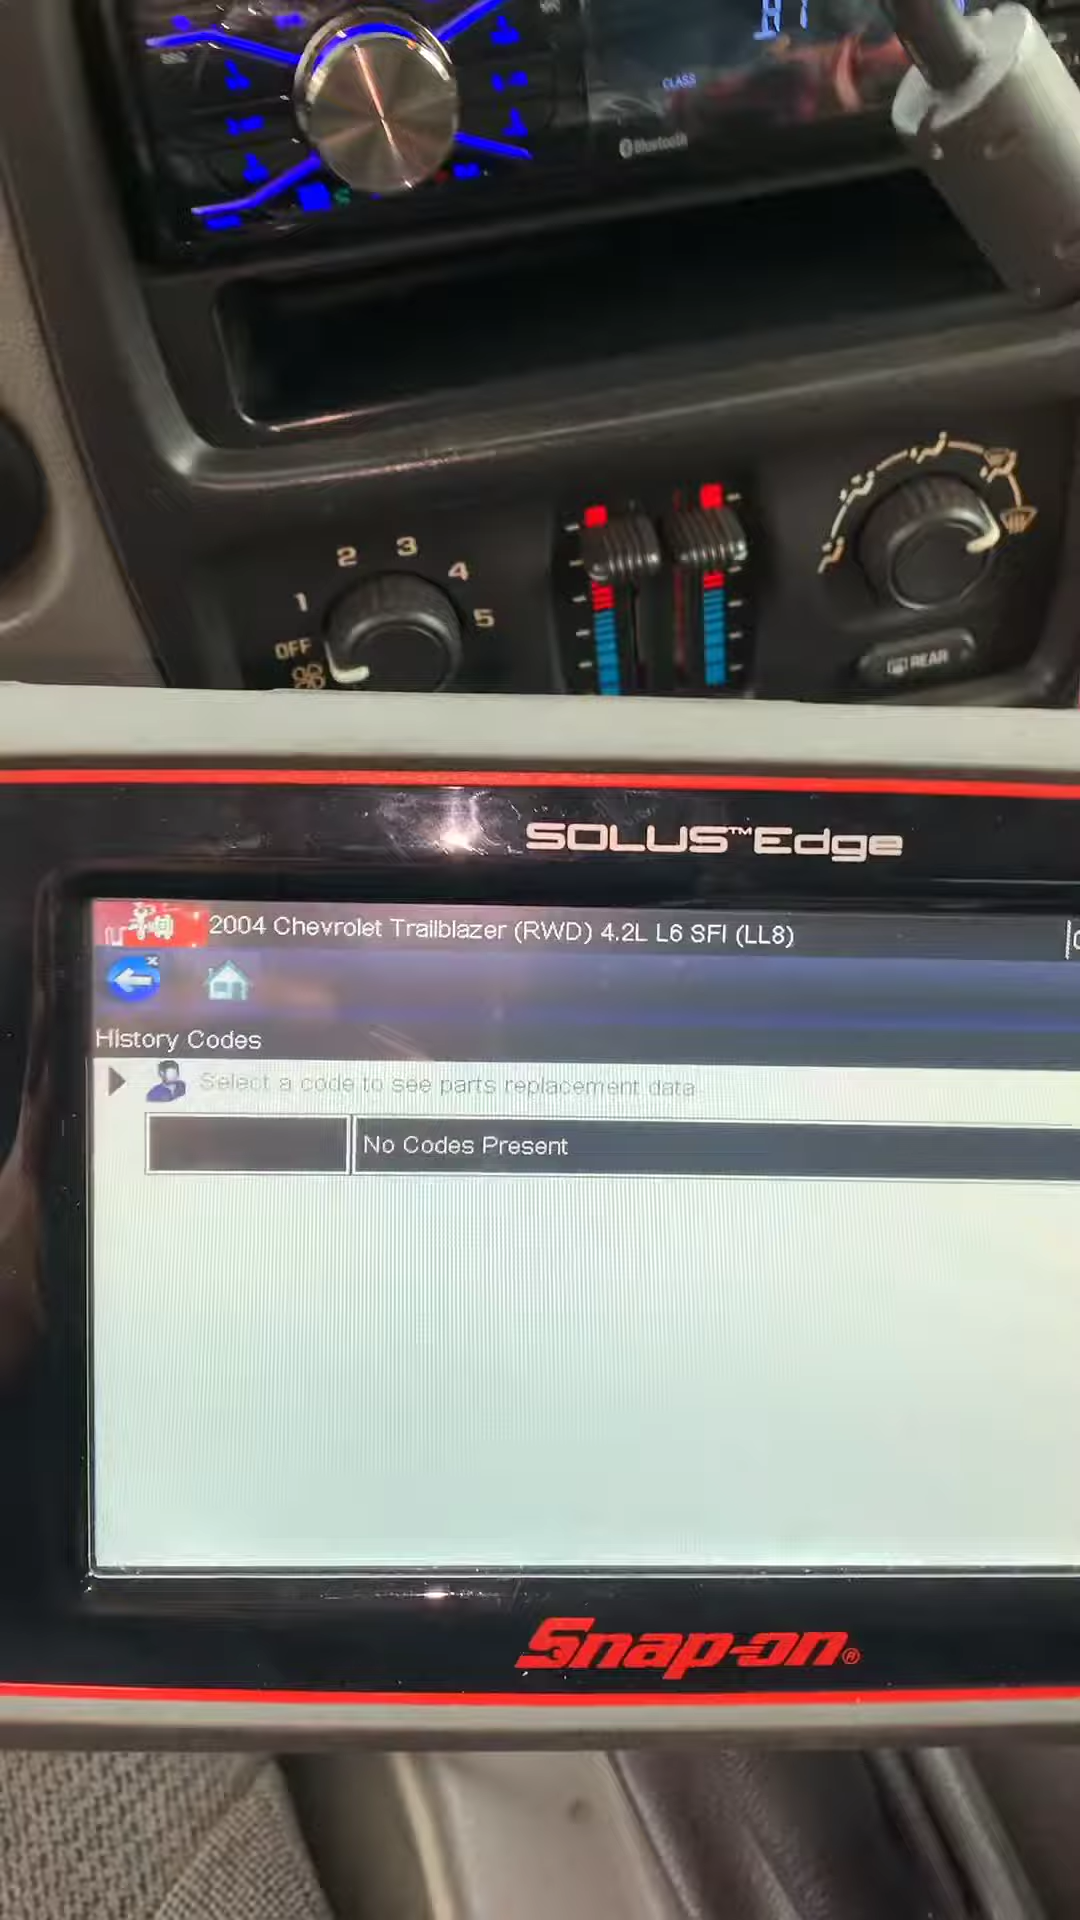 CLASS
Bluetooth
2
3
4
1
5
OFF
REAR
SOLUS™Edge
2004 Chevrolet Trailblazer (RWD) 4.2L L6 SFI (LL8)
History Codes
Select a code to see parts replacement data
No Codes Present
Snap-on®